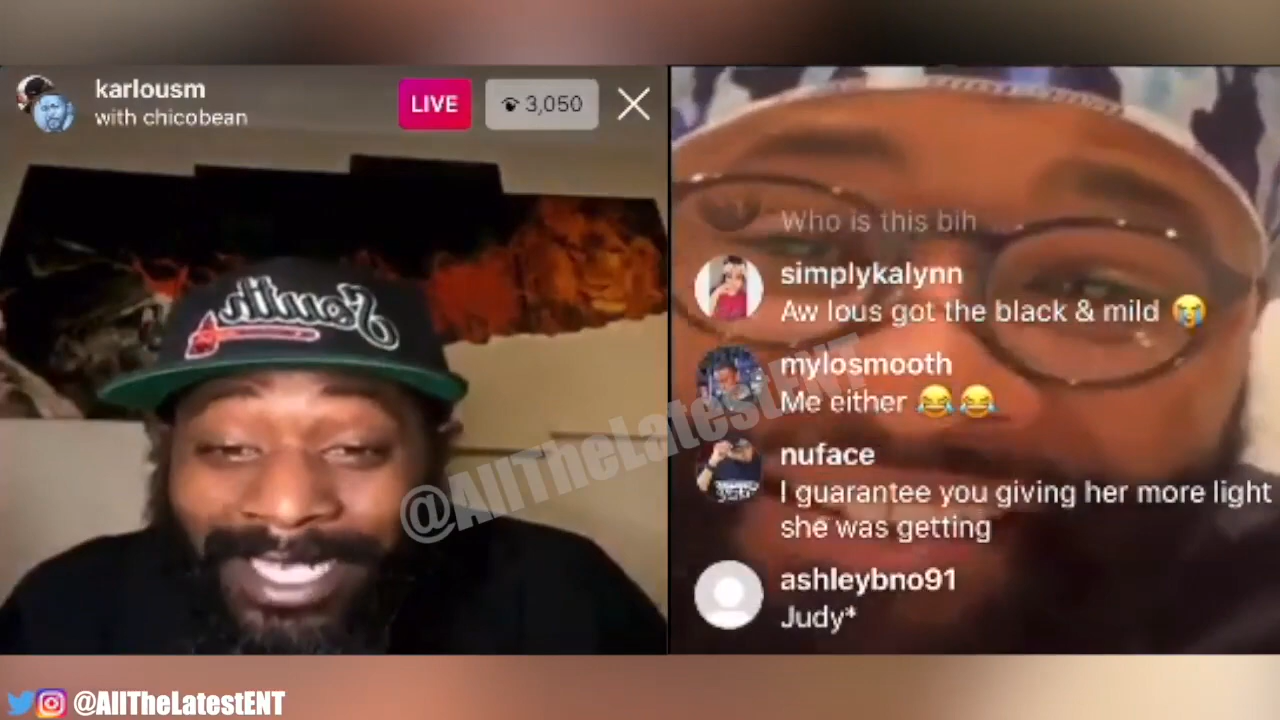 karlousm
with chicobean
LIVE
3,050
South
Who is this bih
simplykalynn
Aw lous got the black & mild 😭
mylosmooth
Me either 😂😂
nuface
I guarantee you giving her more light
she was getting
ashleybno91
Judy*
@AllTheLatestENT
@AllTheLatestENT